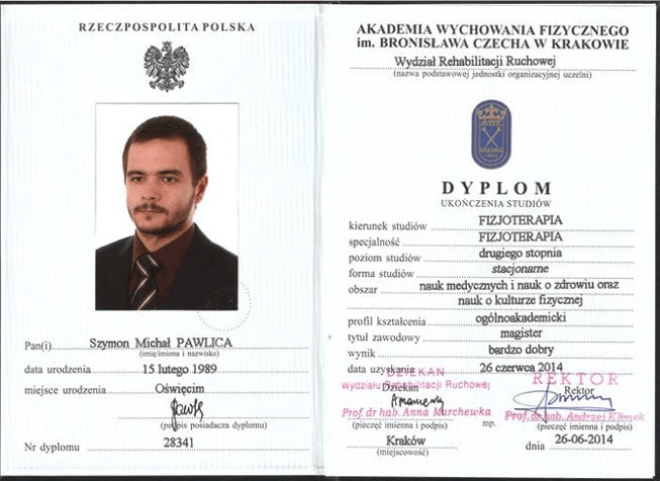 RZECZPOSPOLITA POLSKA
Pan(i) Szymon Michał PAWLICA
(imię/imiona i nazwisko)
data urodzenia 15 lutego 1989
miejsce urodzenia Oświęcim
(podpis posiadacza dyplomu)
Nr dyplomu 28341
AKADEMIA WYCHOWANIA FIZYCZNEGO
im. BRONISŁAWA CZECHA W KRAKOWIE
Wydział Rehabilitacji Ruchowej
(nazwa podstawowej jednostki organizacyjnej uczelni)
DYPLOM
UKOŃCZENIA STUDIÓW
kierunek studiów FIZJOTERAPIA
specjalność FIZJOTERAPIA
poziom studiów drugiego stopnia
forma studiów stacjonarne
obszar nauk medycznych i nauk o zdrowiu oraz
nauk o kulturze fizycznej
profil kształcenia ogólnoakademicki
tytuł zawodowy magister
wynik bardzo dobry
data uzyskania 26 czerwca 2014
DZIEKAN
wydziału Rehabilitacji Ruchowej
Dziekan
Prof dr hab. Anna Marchewka
(pieczęć imienna i podpis)
mp.
REKTOR
Rektor
Prof. dr hab. Andrzej Klimek
(pieczęć imienna i podpis)
Kraków
(miejscowość)
dnia 26-06-2014